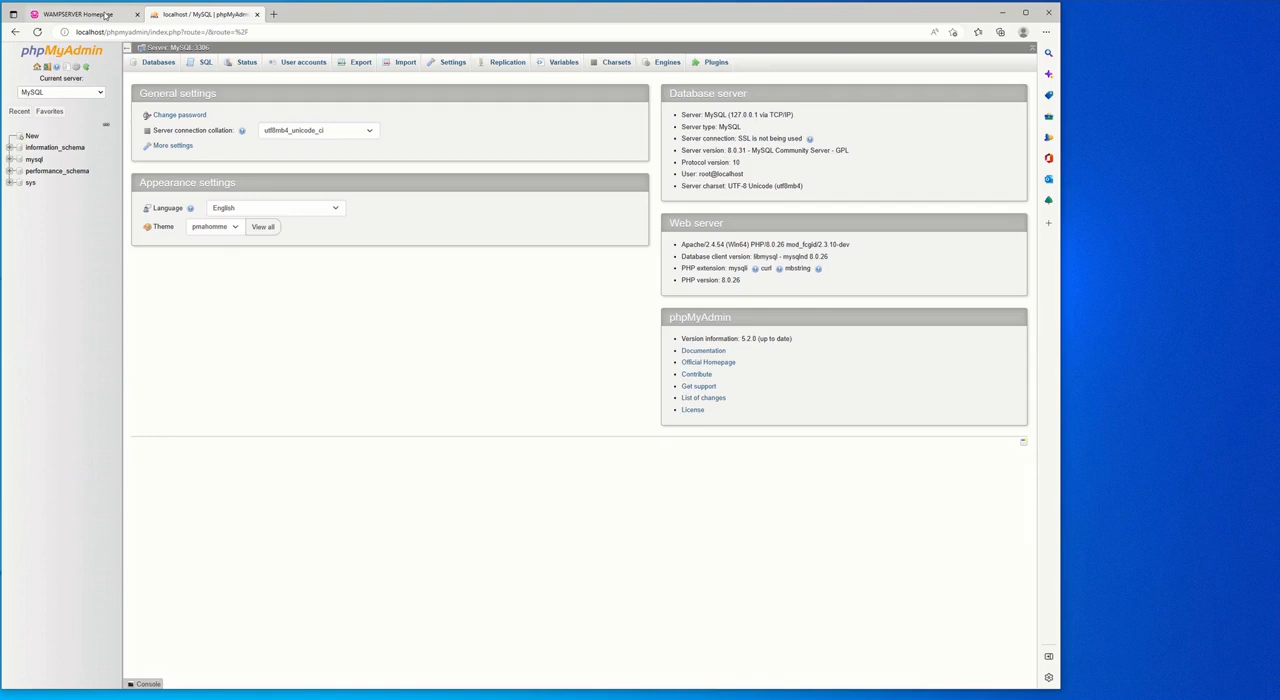 WAMPSERVER Homepage
localhost / MySQL | phpMyAdmi
localhost/phpmyadmin/index.php?route=/&route=%2F
phpMyAdmin
Current server:
MySQL
Recent Favorites
New
information_schema
mysql
performance_schema
sys
Server: MySQL:3306
Databases SQL Status User accounts Export Import Settings Replication Variables Charsets Engines Plugins
General settings
Change password
Server connection collation: utf8mb4_unicode_ci
More settings
Appearance settings
Language English
Theme pmahomme View all
Database server
• Server: MySQL (127.0.0.1 via TCP/IP)
• Server type: MySQL
• Server connection: SSL is not being used
• Server version: 8.0.31 - MySQL Community Server - GPL
• Protocol version: 10
• User: root@localhost
• Server charset: UTF-8 Unicode (utf8mb4)
Web server
• Apache/2.4.54 (Win64) PHP/8.0.26 mod_fcgid/2.3.10-dev
• Database client version: libmysql - mysqlnd 8.0.26
• PHP extension: mysqli curl mbstring
• PHP version: 8.0.26
phpMyAdmin
• Version information: 5.2.0 (up to date)
• Documentation
• Official Homepage
• Contribute
• Get support
• List of changes
• License
Console